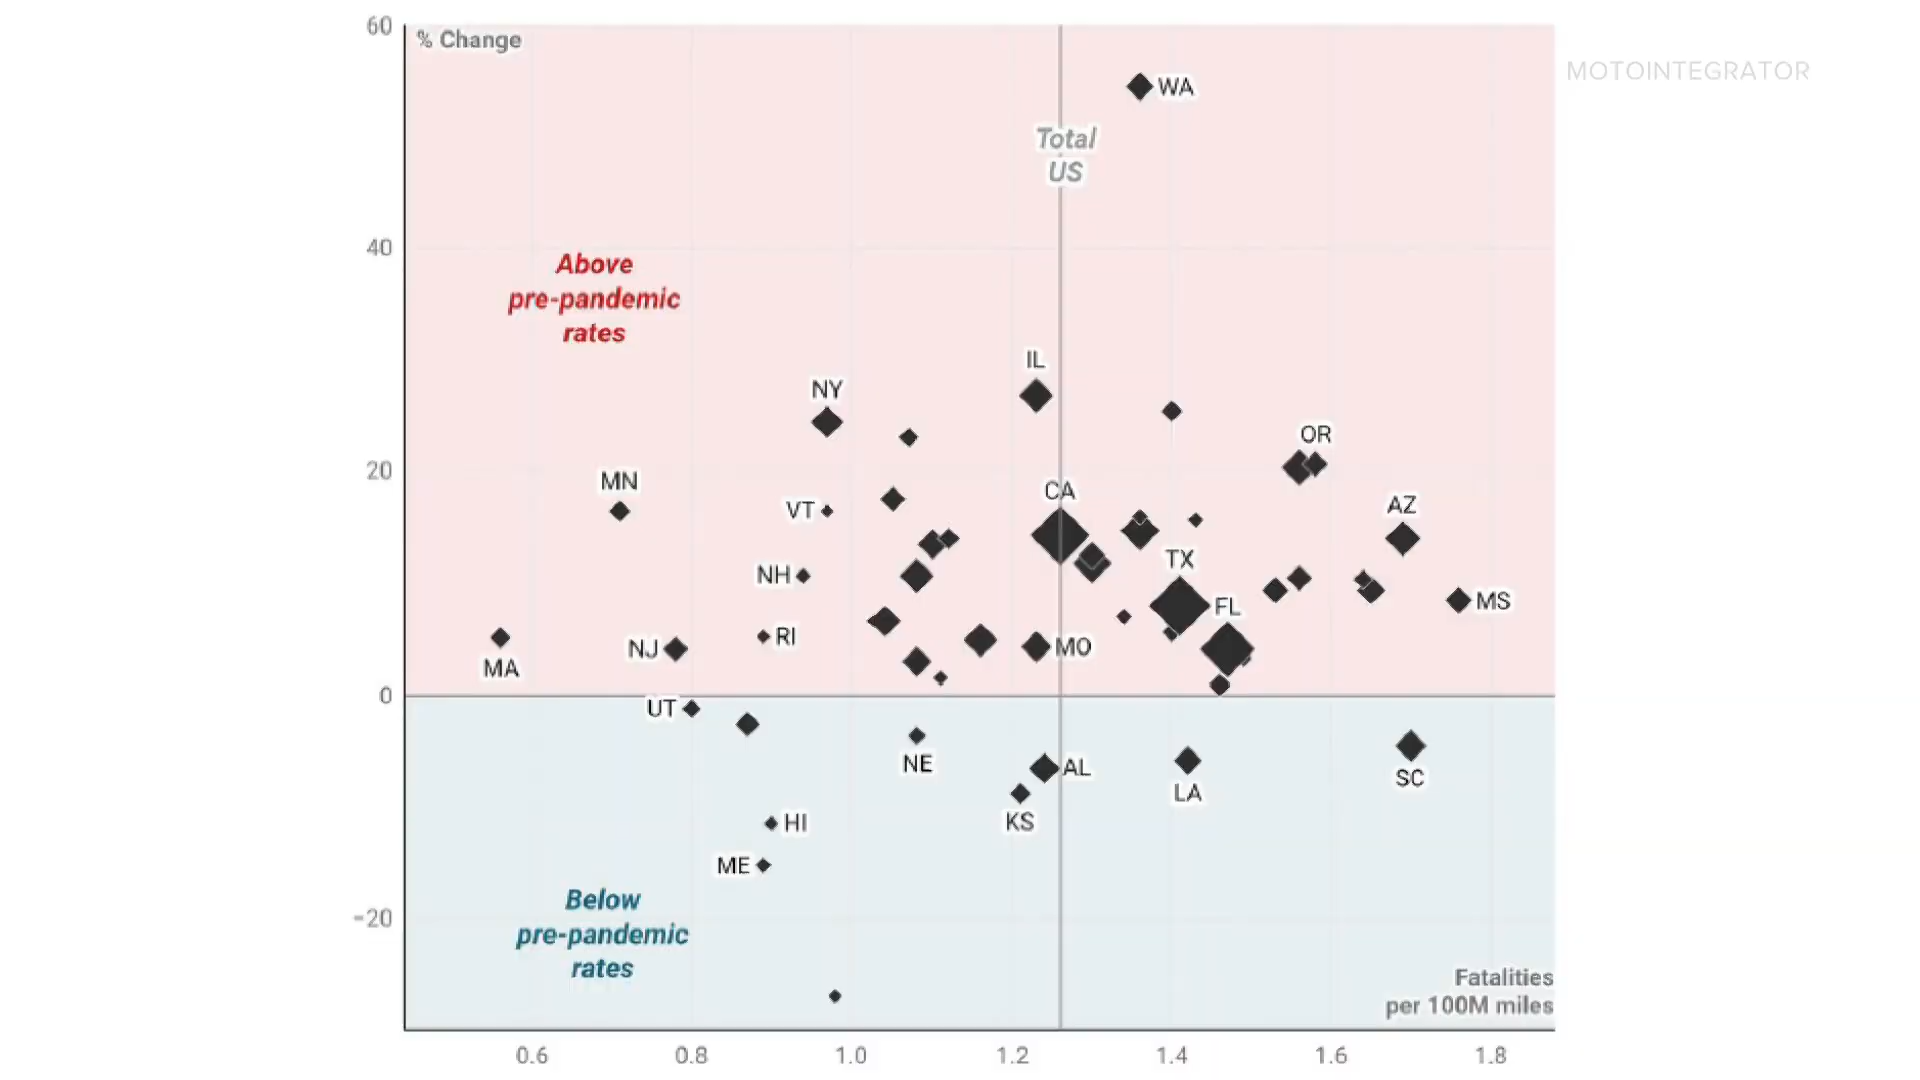 60
% Change
MOTOINTEGRATOR
WA
Total
US
40
Above
pre-pandemic
rates
IL
NY
OR
20
MN
CA
AZ
VT
TX
NH
MS
FL
RI
NJ
MO
MA
0
UT
NE
AL
SC
LA
KS
HI
ME
Below
pre-pandemic
rates
-20
Fatalities
per 100M miles
0.6
0.8
1.0
1.2
1.4
1.6
1.8